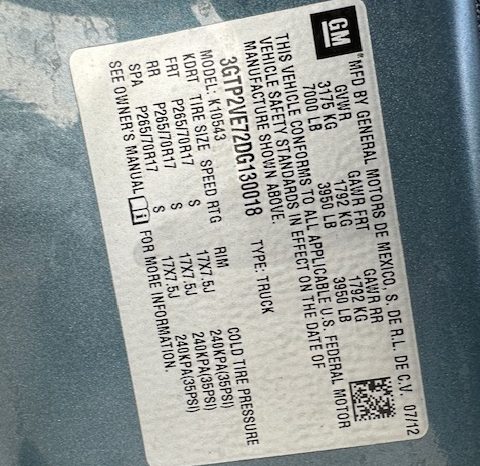 GM
MFD BY GENERAL MOTORS DE MEXICO, S. DE R.L. DE C.V. 07/12
GVWR GAWR FRT GAWR RR
3175 KG 1792 KG 1792 KG
7000 LB 3950 LB 3950 LB
THIS VEHICLE CONFORMS TO ALL APPLICABLE U.S. FEDERAL MOTOR
VEHICLE SAFETY STANDARDS IN EFFECT ON THE DATE OF
MANUFACTURE SHOWN ABOVE.
3GTP2VE72DG130018 TYPE: TRUCK
MODEL: K10543
KDRT TIRE SIZE SPEED RTG RIM COLD TIRE PRESSURE
FRT P265/70R17 S 17X7.5J 240KPA(35PSI)
RR P265/70R17 S 17X7.5J 240KPA(35PSI)
SPA P265/70R17 S 17X7.5J 240KPA(35PSI)
SEE OWNER'S MANUAL FOR MORE INFORMATION.